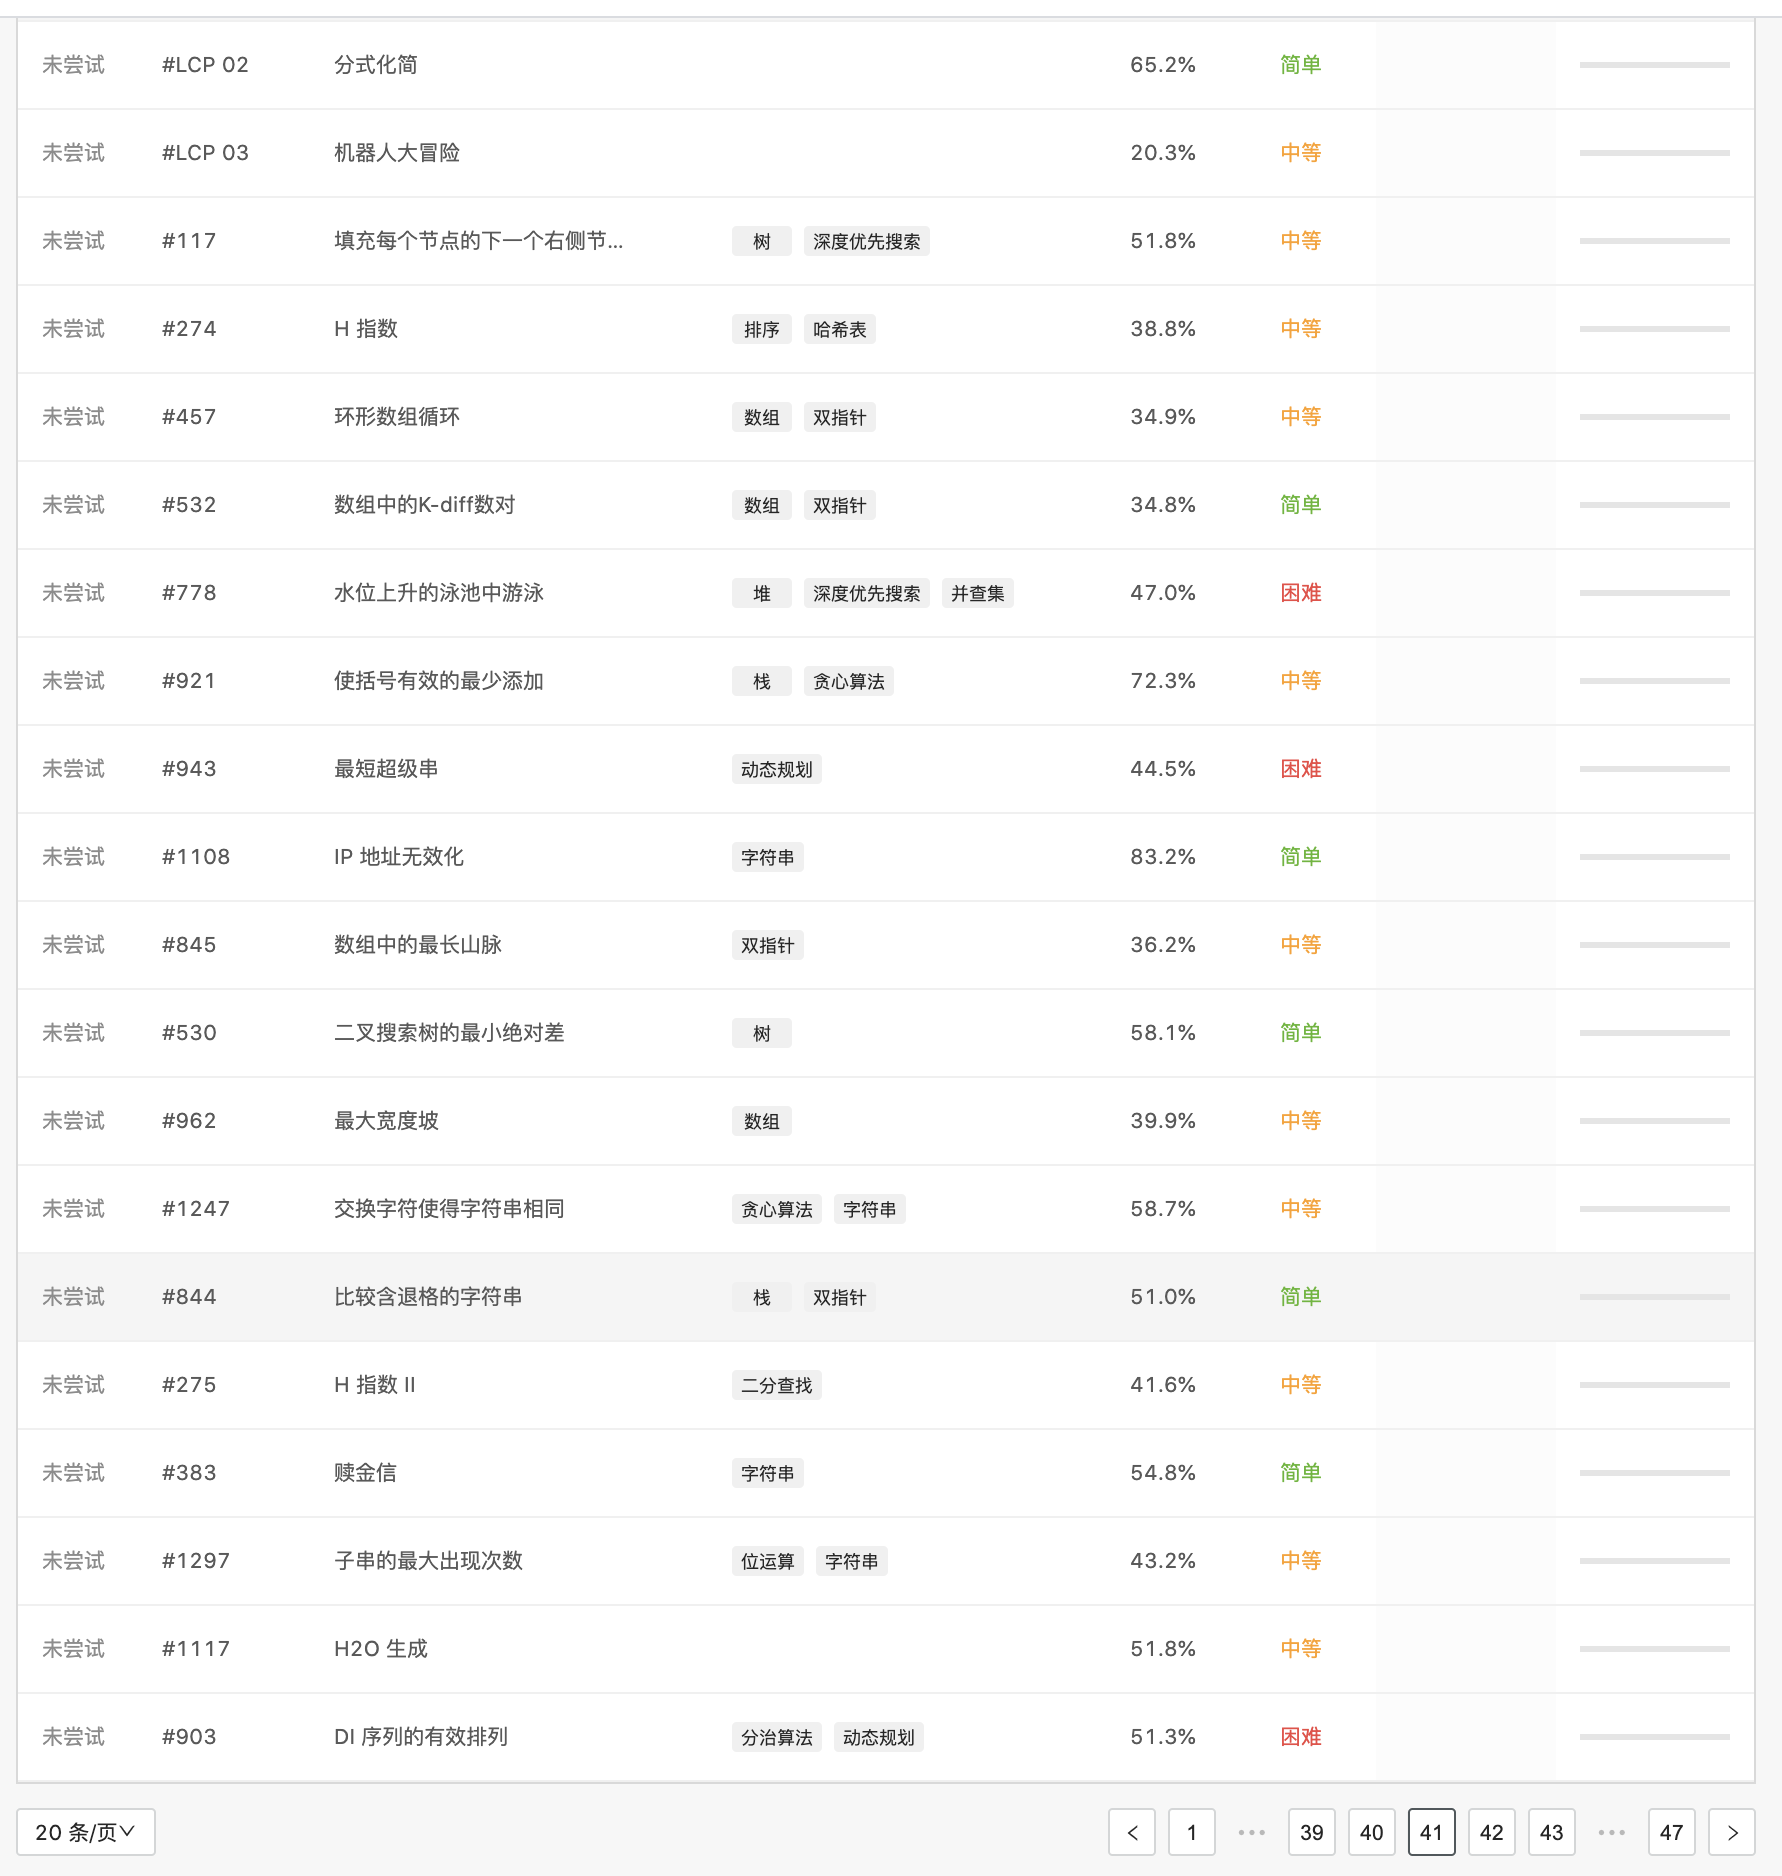 未尝试 #LCP 02 分式化简 65.2% 简单
未尝试 #LCP 03 机器人大冒险 20.3% 中等
未尝试 #117 填充每个节点的下一个右侧节... 树 深度优先搜索 51.8% 中等
未尝试 #274 H 指数 排序 哈希表 38.8% 中等
未尝试 #457 环形数组循环 数组 双指针 34.9% 中等
未尝试 #532 数组中的K-diff数对 数组 双指针 34.8% 简单
未尝试 #778 水位上升的泳池中游泳 堆 深度优先搜索 并查集 47.0% 困难
未尝试 #921 使括号有效的最少添加 栈 贪心算法 72.3% 中等
未尝试 #943 最短超级串 动态规划 44.5% 困难
未尝试 #1108 IP 地址无效化 字符串 83.2% 简单
未尝试 #845 数组中的最长山脉 双指针 36.2% 中等
未尝试 #530 二叉搜索树的最小绝对差 树 58.1% 简单
未尝试 #962 最大宽度坡 数组 39.9% 中等
未尝试 #1247 交换字符使得字符串相同 贪心算法 字符串 58.7% 中等
未尝试 #844 比较含退格的字符串 栈 双指针 51.0% 简单
未尝试 #275 H 指数 II 二分查找 41.6% 中等
未尝试 #383 赎金信 字符串 54.8% 简单
未尝试 #1297 子串的最大出现次数 位运算 字符串 43.2% 中等
未尝试 #1117 H2O 生成 51.8% 中等
未尝试 #903 DI 序列的有效排列 分治算法 动态规划 51.3% 困难
20 条/页 < 1 ••• 39 40 41 42 43 ••• 47 >